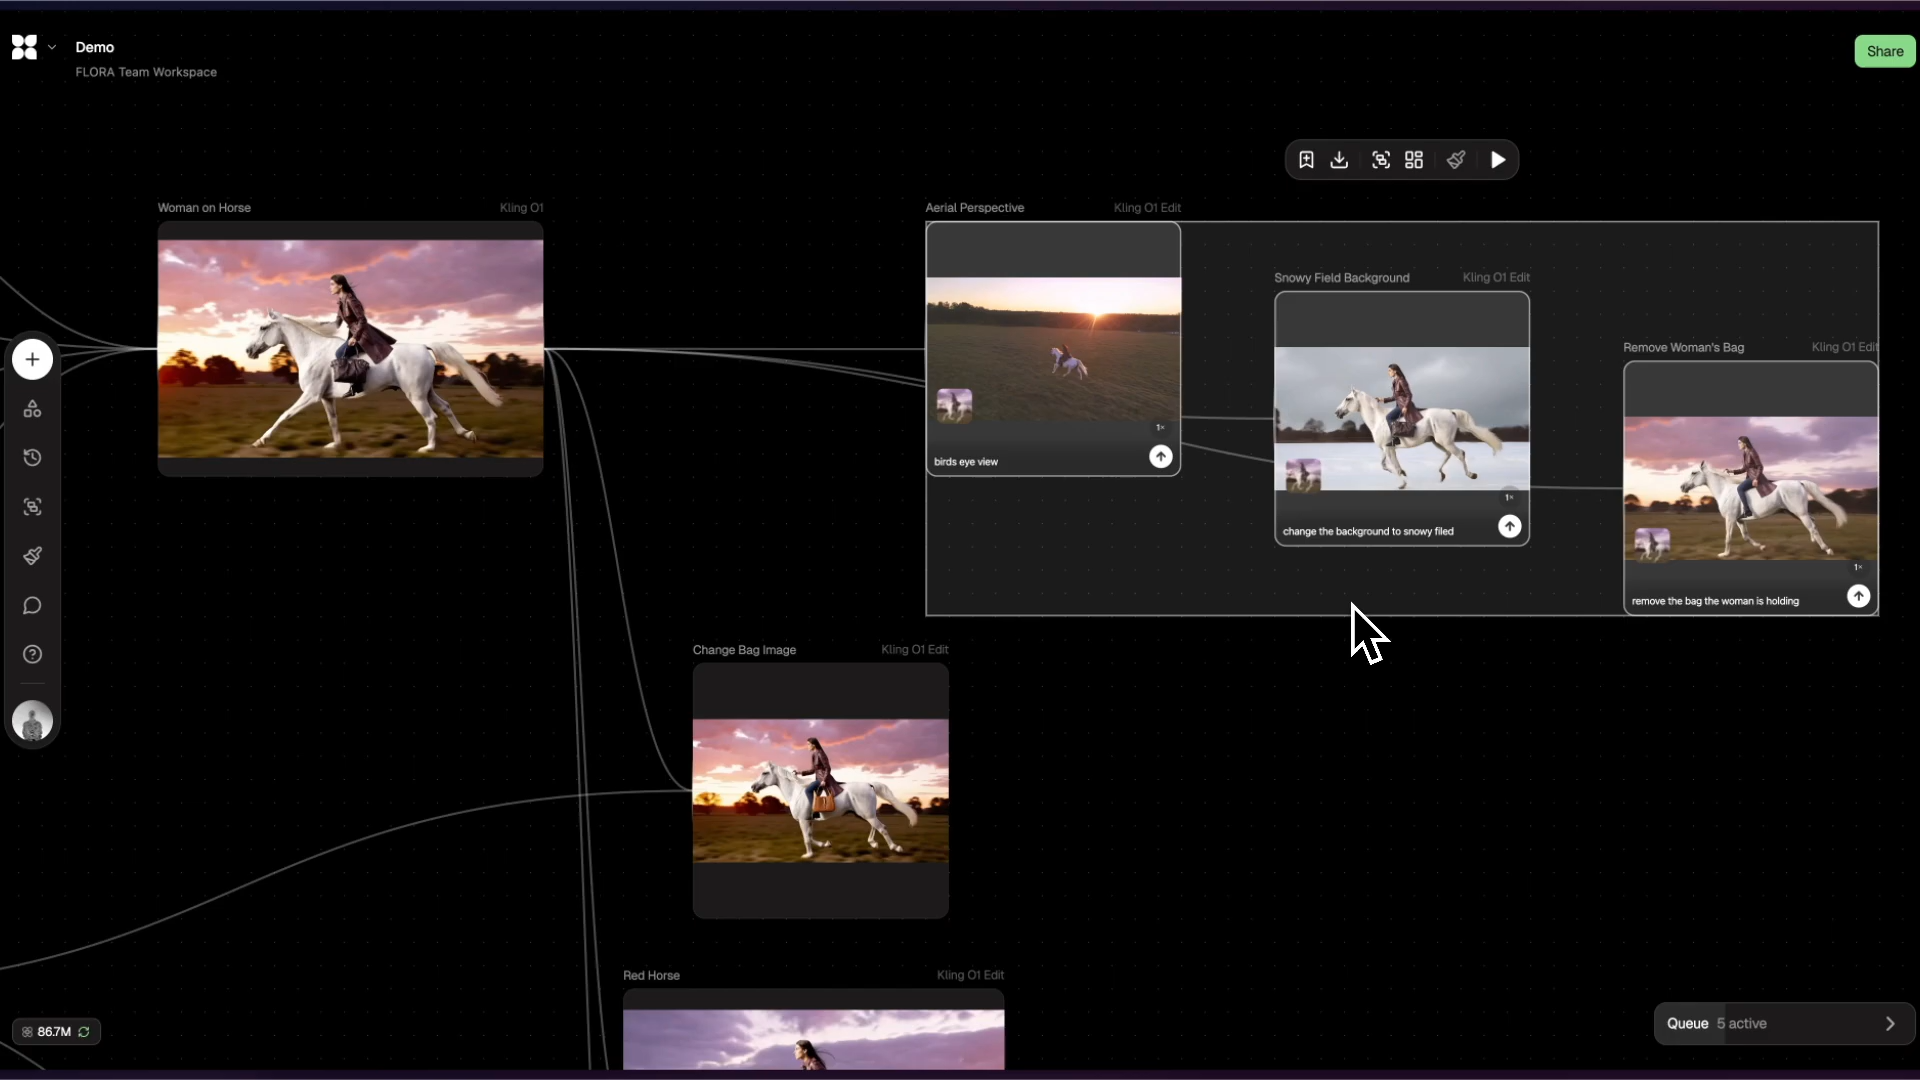 Demo
FLORA Team Workspace
Share
Woman on Horse
Kling O1
Aerial Perspective
Kling O1 Edit
1×
birds eye view
Snowy Field Background
Kling O1 Edit
1×
change the background to snowy filed
Remove Woman's Bag
Kling O1 Edit
1×
remove the bag the woman is holding
Change Bag Image
Kling O1 Edit
Red Horse
Kling O1 Edit
86.7M
Queue 5 active